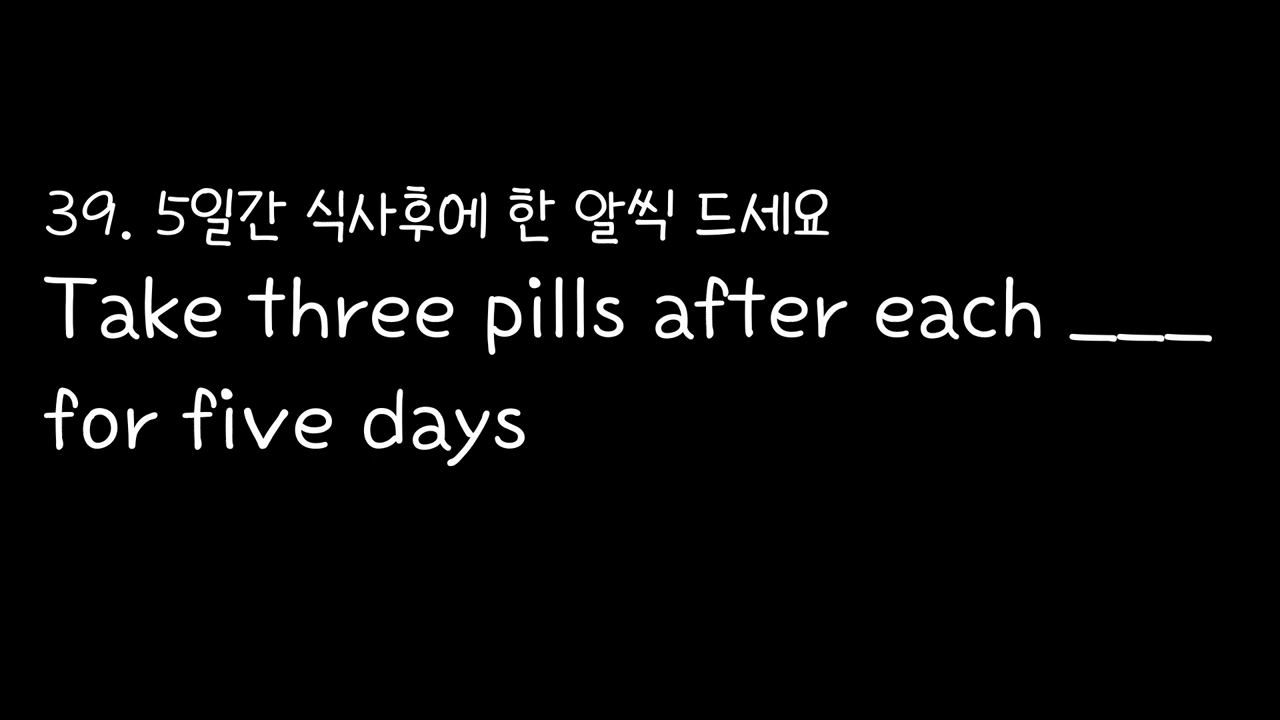 39. 5일간 식사후에 한 알씩 드세요
Take three pills after each ___
for five days